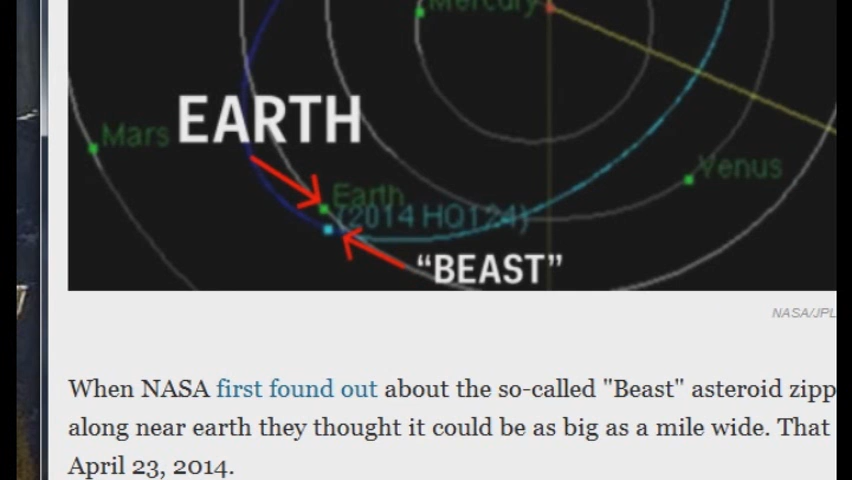 Mercury
EARTH
Mars
Venus
Earth
(2014 HQ124)
“BEAST”
NASA/JPL
When NASA first found out about the so-called "Beast" asteroid zipp
along near earth they thought it could be as big as a mile wide. That
April 23, 2014.